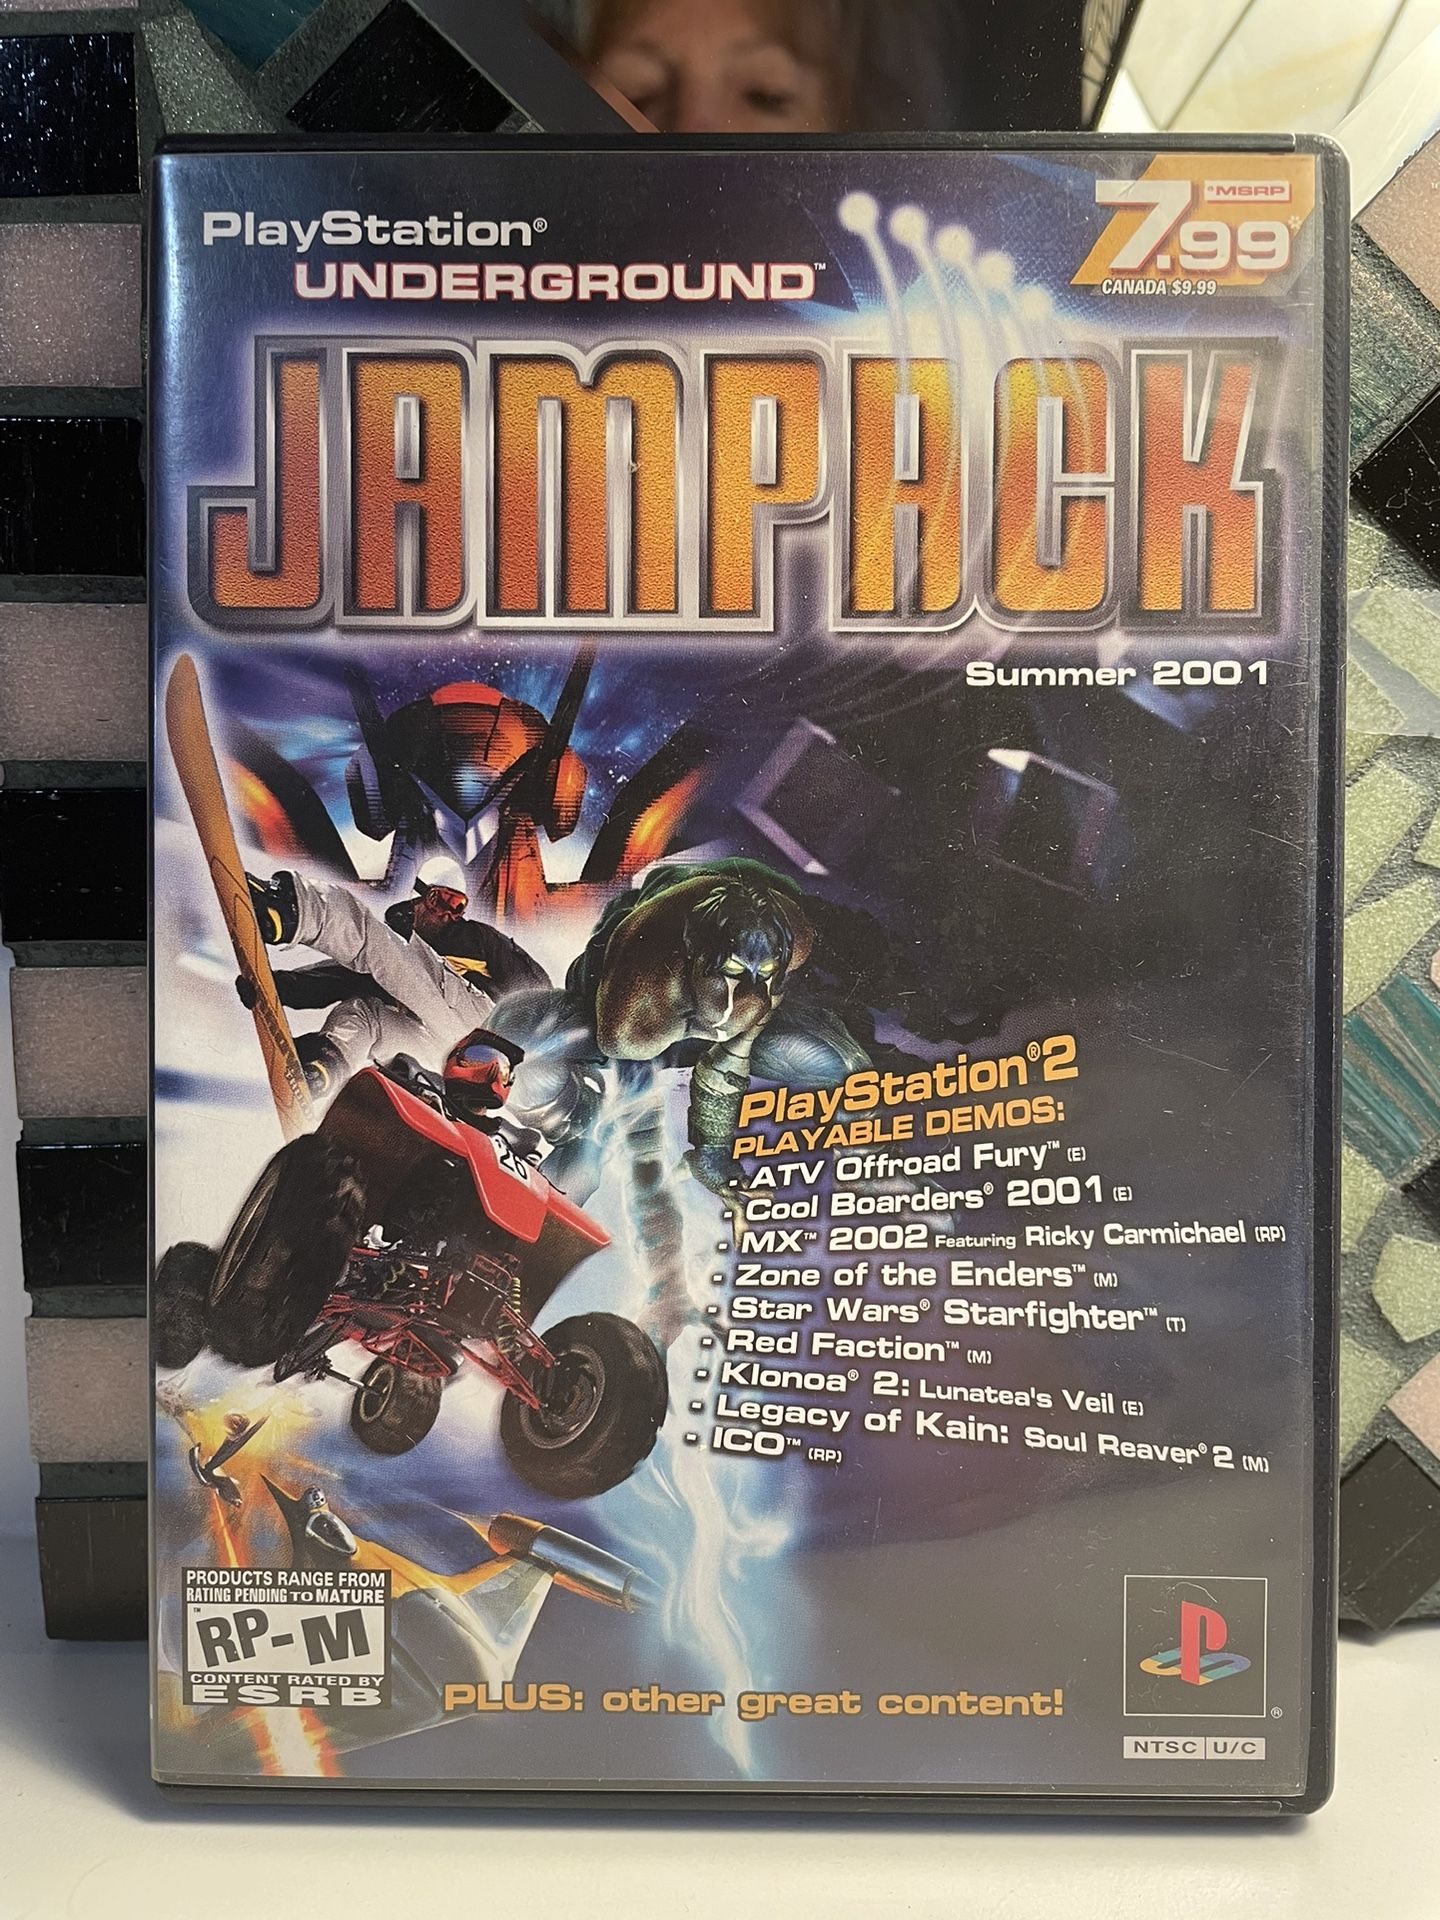 PlayStation®
UNDERGROUND™
7.99*
®MSRP
CANADA $9.99
JAMPACK
Summer 2001
PlayStation®2
PLAYABLE DEMOS:
- ATV Offroad Fury™ (E)
- Cool Boarders® 2001 (E)
- MX™ 2002 Featuring Ricky Carmichael (RP)
- Zone of the Enders™ (M)
- Star Wars® Starfighter™ (T)
- Red Faction™ (M)
- Klonoa® 2: Lunatea's Veil (E)
- Legacy of Kain: Soul Reaver® 2 (M)
- ICO™ (RP)
26
PRODUCTS RANGE FROM
RATING PENDING TO MATURE
RP-M
CONTENT RATED BY
ESRB
PLUS: other great content!
®
NTSC U/C